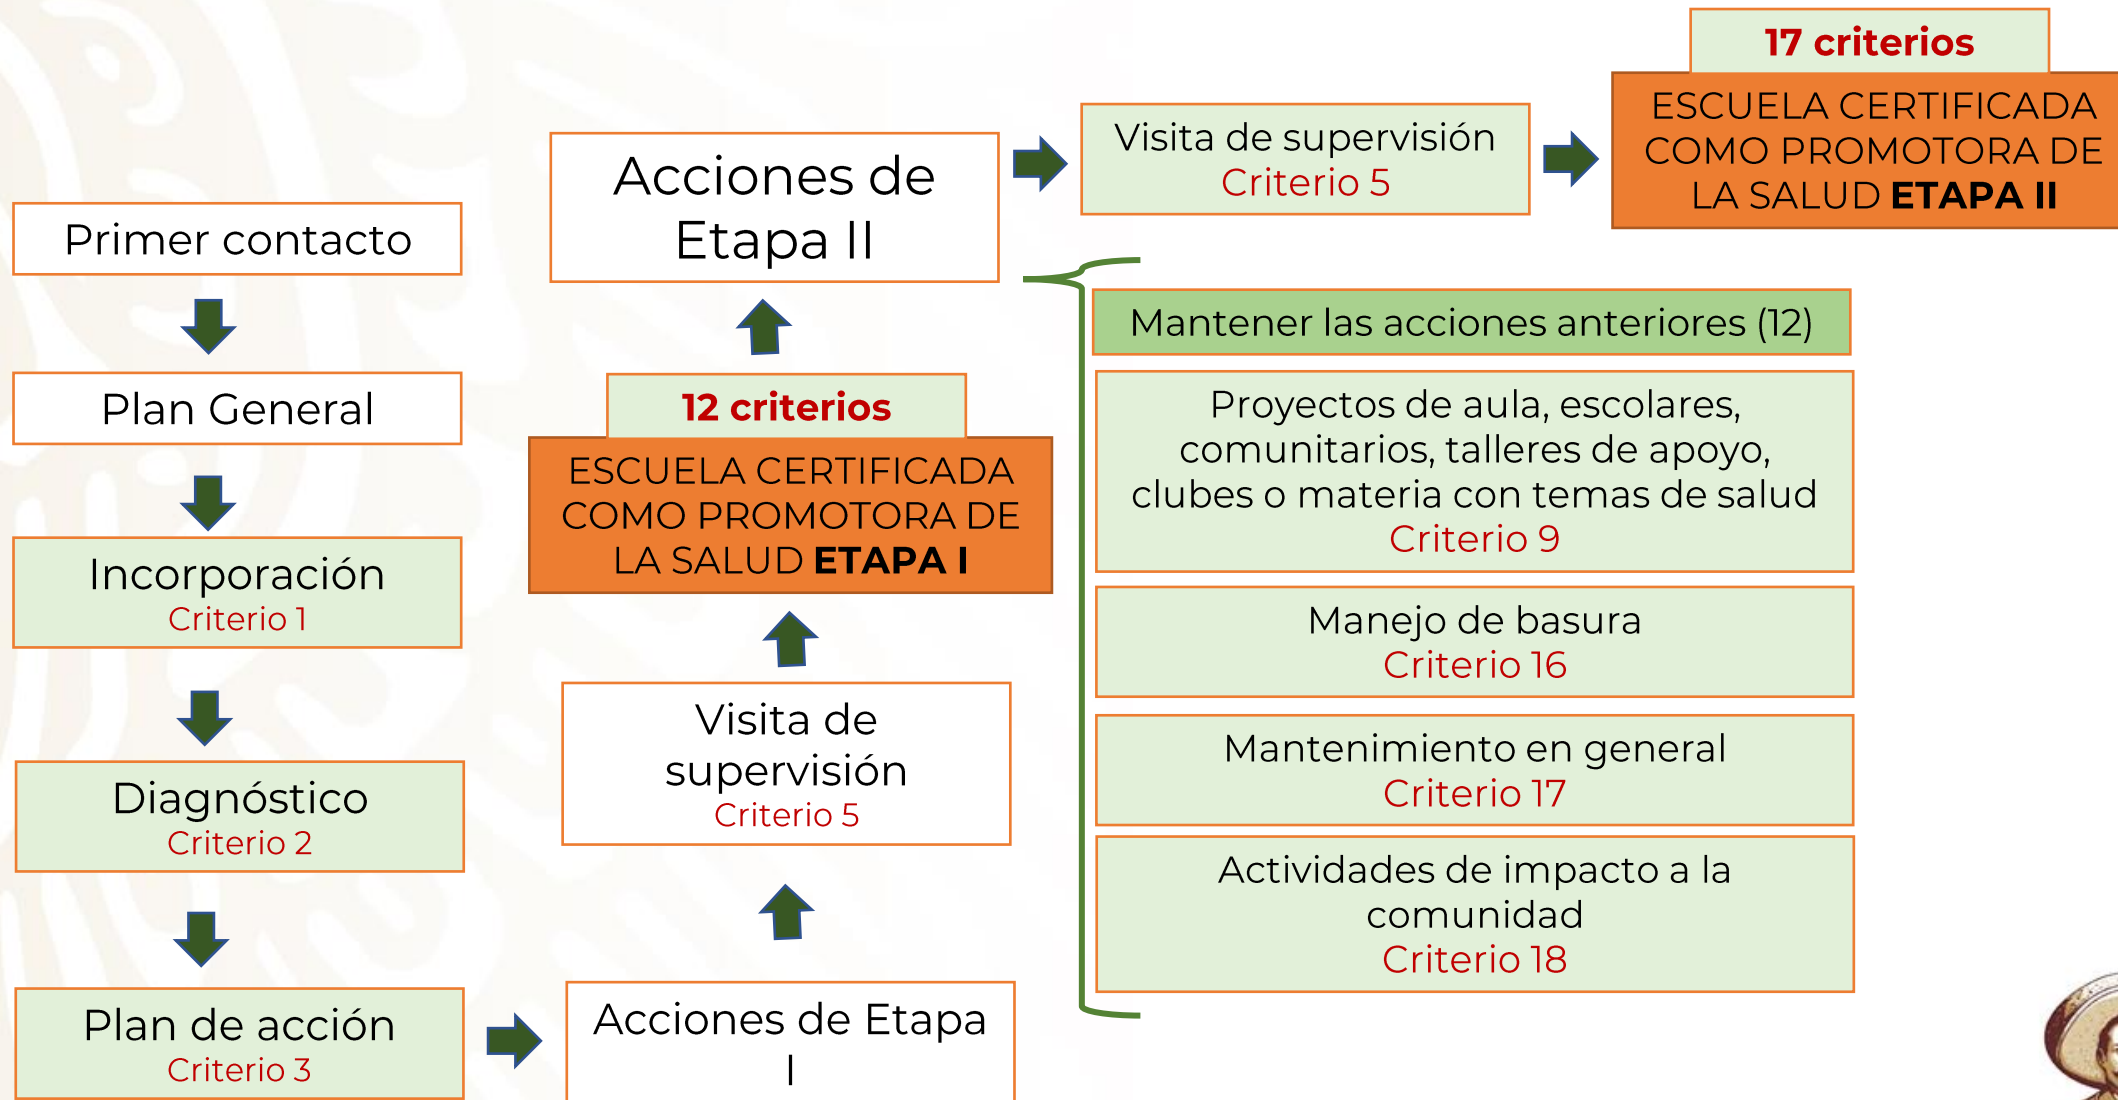 Primer contacto
Plan General
Incorporación
Criterio 1
Diagnóstico
Criterio 2
Plan de acción
Criterio 3
Acciones de Etapa
I
Visita de
supervisión
Criterio 5
12 criterios
ESCUELA CERTIFICADA
COMO PROMOTORA DE
LA SALUD ETAPA I
Acciones de
Etapa II
Mantener las acciones anteriores (12)
Proyectos de aula, escolares,
comunitarios, talleres de apoyo,
clubes o materia con temas de salud
Criterio 9
Manejo de basura
Criterio 16
Mantenimiento en general
Criterio 17
Actividades de impacto a la
comunidad
Criterio 18
Visita de supervisión
Criterio 5
17 criterios
ESCUELA CERTIFICADA
COMO PROMOTORA DE
LA SALUD ETAPA II